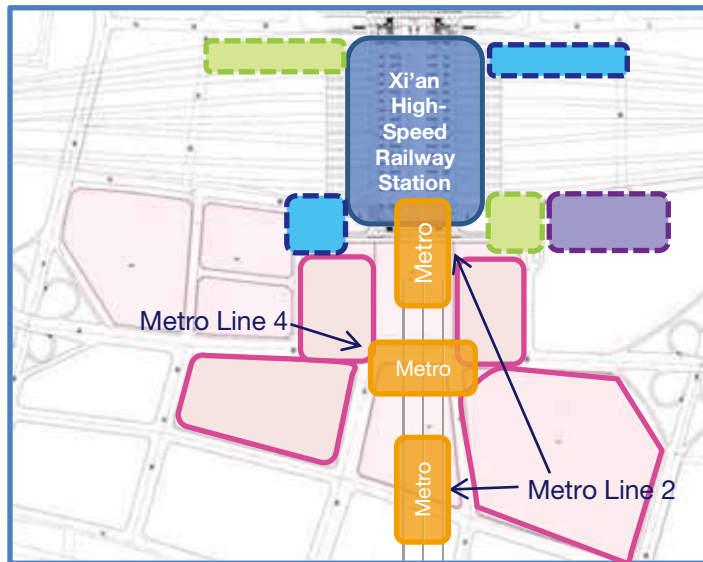 Xi'an
High-
Speed
Railway
Station
Metro
Metro Line 4
Metro
Metro
Metro Line 2